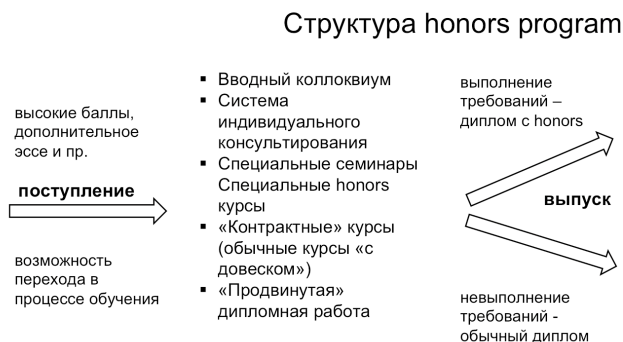 Структура honors program
высокие баллы,
дополнительное
эссе и пр.
поступление
возможность
перехода в
процессе обучения
▪ Вводный коллоквиум
▪ Система
индивидуального
консультирования
▪ Специальные семинары
Специальные honors
курсы
▪ «Контрактные» курсы
(обычные курсы «с
довеском»)
▪ «Продвинутая»
дипломная работа
выполнение
требований –
диплом с honors
выпуск
невыполнение
требований -
обычный диплом